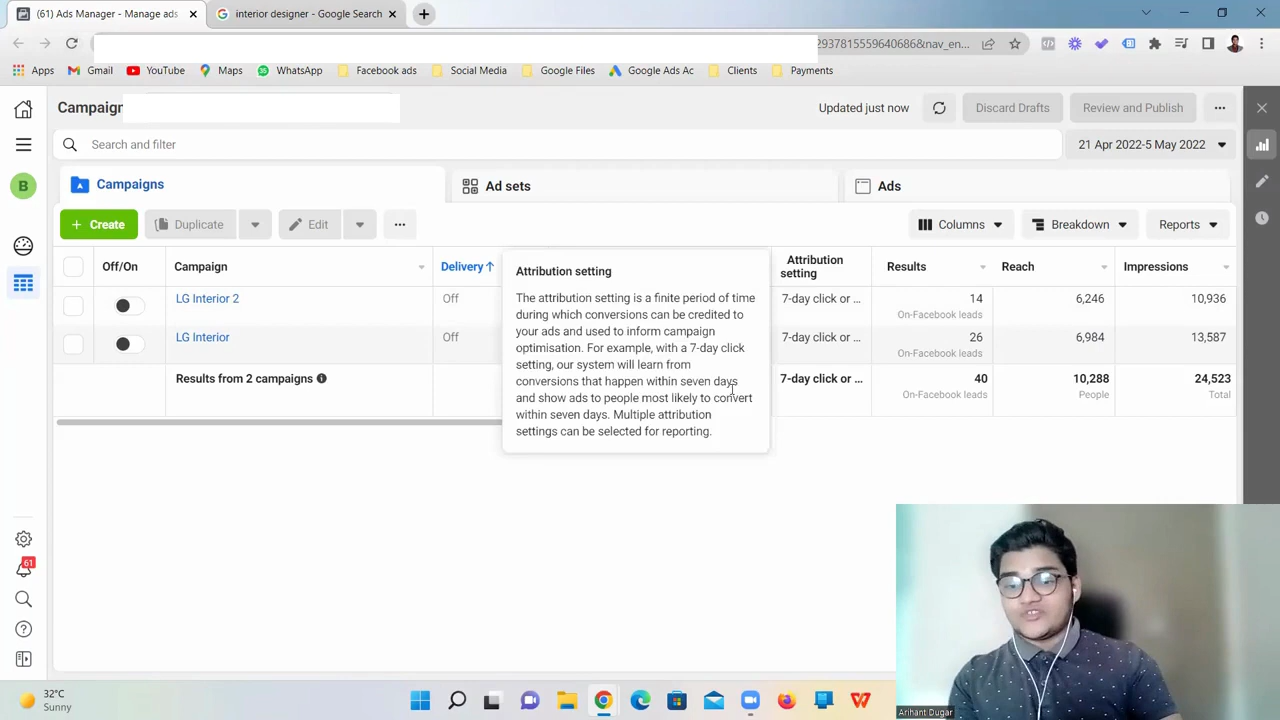 (61) Ads Manager - Manage ads
interior designer - Google Search
2937815559640686&nav_en...
Apps
Gmail
YouTube
Maps
WhatsApp
Facebook ads
Social Media
Google Files
Google Ads Ac
Clients
Payments
Campaign
Updated just now
Discard Drafts
Review and Publish
Search and filter
21 Apr 2022-5 May 2022
B
Campaigns
Ad sets
Ads
+ Create
Duplicate
Edit
Columns
Breakdown
Reports
Off/On
Campaign
Delivery ↑
Attribution
setting
Results
Reach
Impressions
LG Interior 2
Off
7-day click or ...
14
On-Facebook leads
6,246
10,936
LG Interior
Off
7-day click or ...
26
On-Facebook leads
6,984
13,587
Results from 2 campaigns
7-day click or ...
40
On-Facebook leads
10,288
People
24,523
Total
Attribution setting
The attribution setting is a finite period of time
during which conversions can be credited to
your ads and used to inform campaign
optimisation. For example, with a 7-day click
setting, our system will learn from
conversions that happen within seven days
and show ads to people most likely to convert
within seven days. Multiple attribution
settings can be selected for reporting.
61
32°C
Sunny
Arihant Dugar